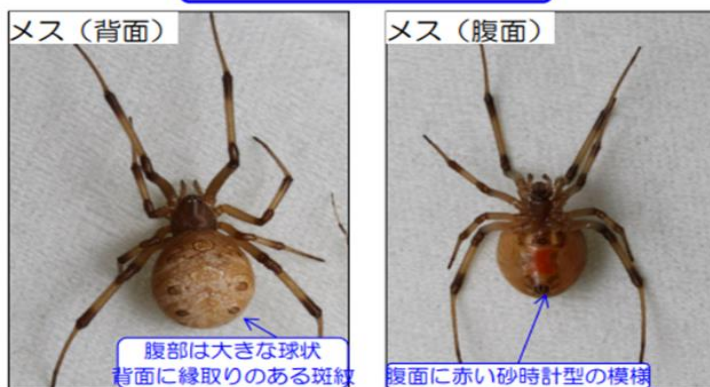 メス（背面）
メス（腹面）
腹部は大きな球状
背面に縁取りのある斑紋
腹面に赤い砂時計型の模様